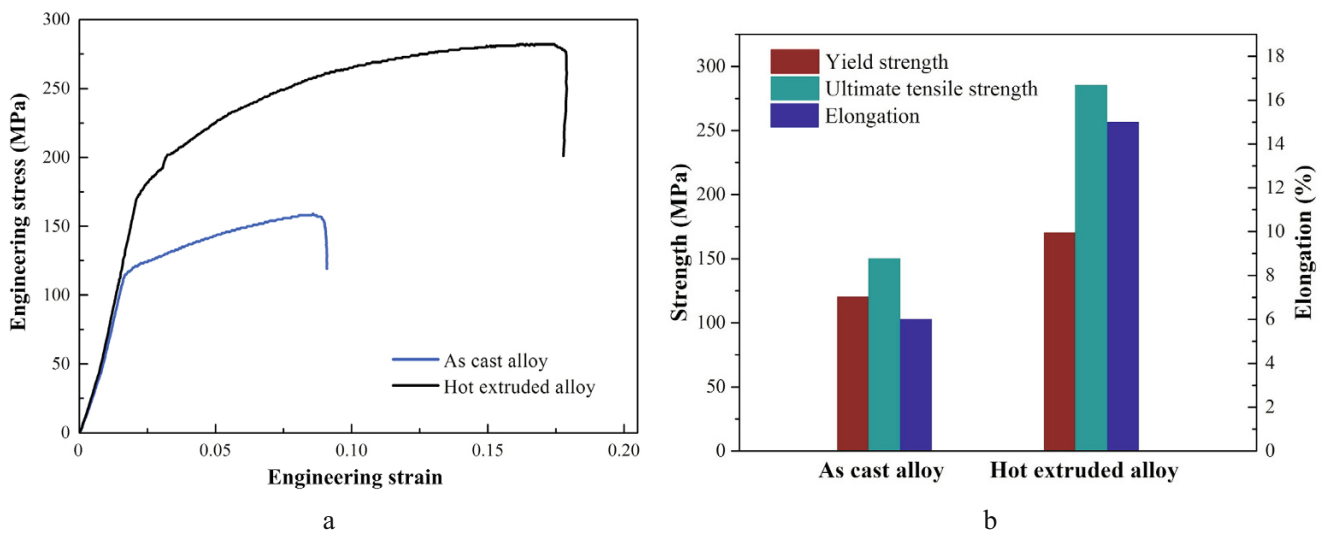 300
250
200
150
100
50
0
Engineering stress (MPa)
As cast alloy
Hot extruded alloy
0
0.05
0.10
0.15
0.20
Engineering strain
a
300
250
200
150
100
50
0
Strength (MPa)
Yield strength
Ultimate tensile strength
Elongation
18
16
14
12
10
8
6
4
2
0
Elongation (%)
As cast alloy
Hot extruded alloy
b